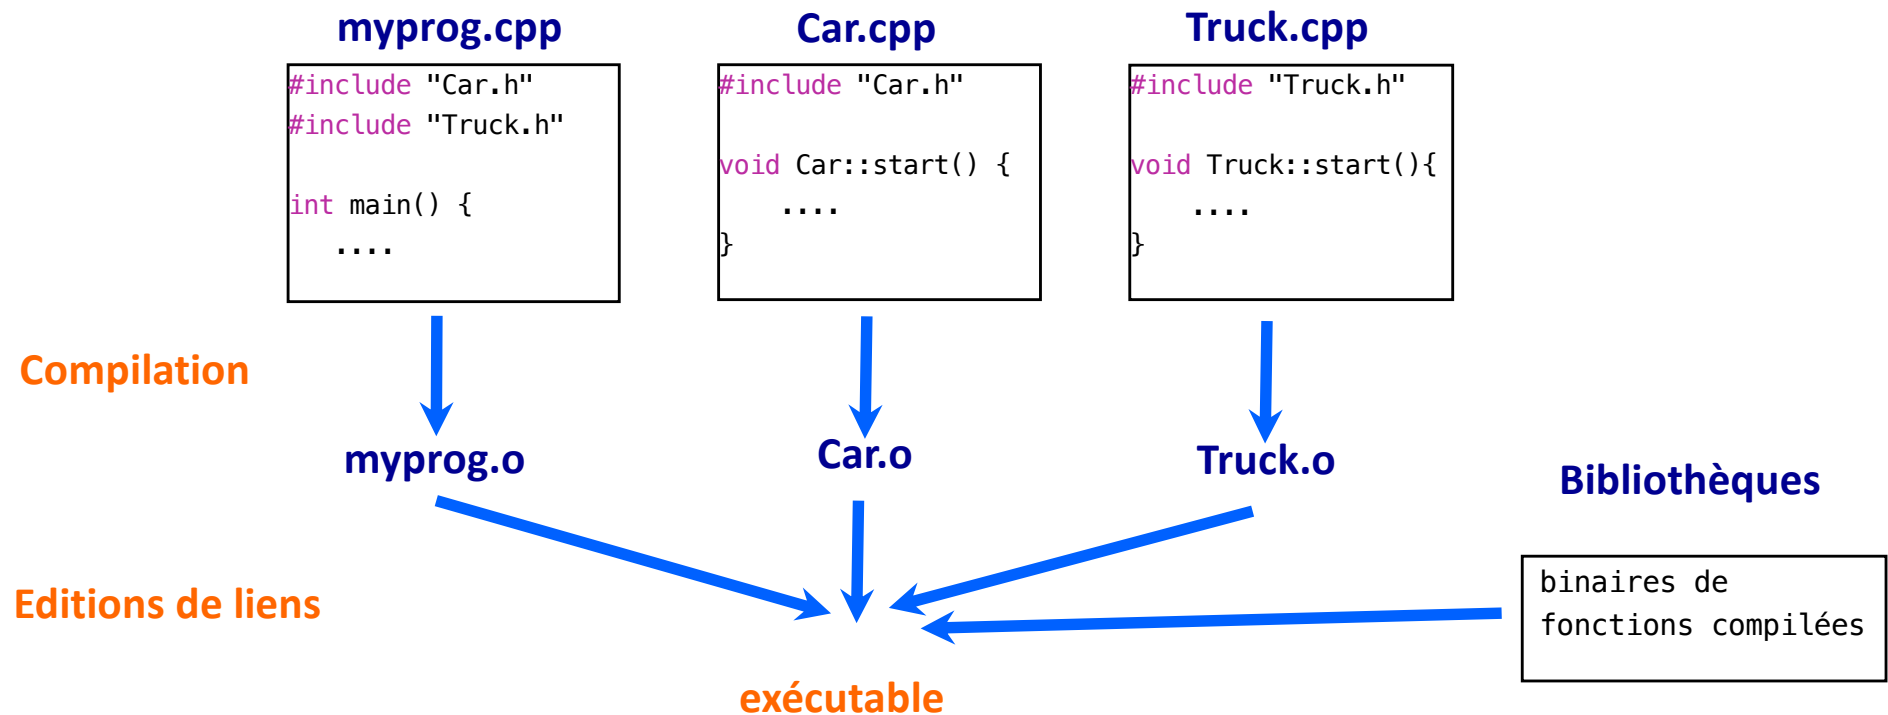 myprog.cpp
#include "Car.h"
#include "Truck.h"
int main() {
....
Car.cpp
#include "Car.h"
void Car::start() {
....
}
Truck.cpp
#include "Truck.h"
void Truck::start(){
....
}
Compilation
myprog.o
Car.o
Truck.o
Bibliothèques
binaires de
fonctions compilées
Editions de liens
exécutable